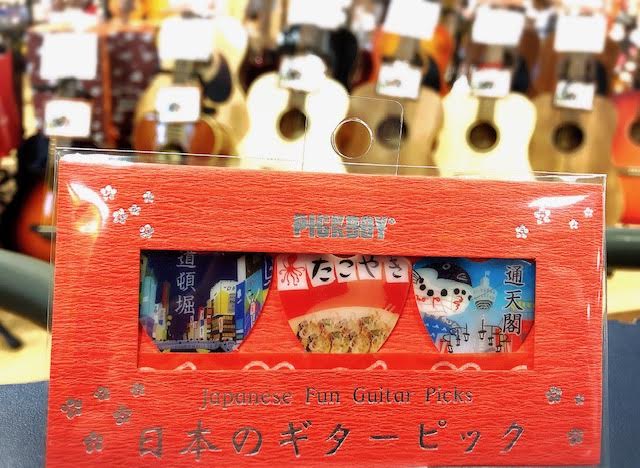 PICKBOY®
道頓堀
たこやき
通天閣
Japanese Fun Guitar Picks
日本のギターピック